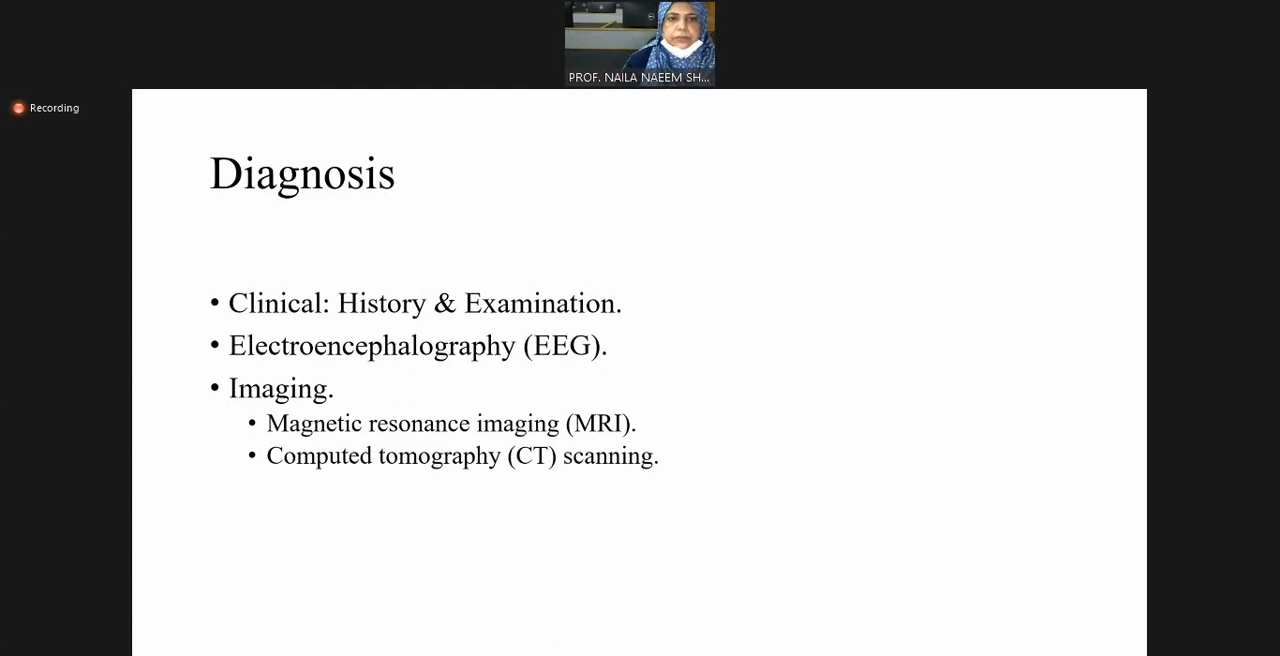 PROF. NAILA NAEEM SH...
Recording
Diagnosis
• Clinical: History & Examination.
• Electroencephalography (EEG).
• Imaging.
• Magnetic resonance imaging (MRI).
• Computed tomography (CT) scanning.